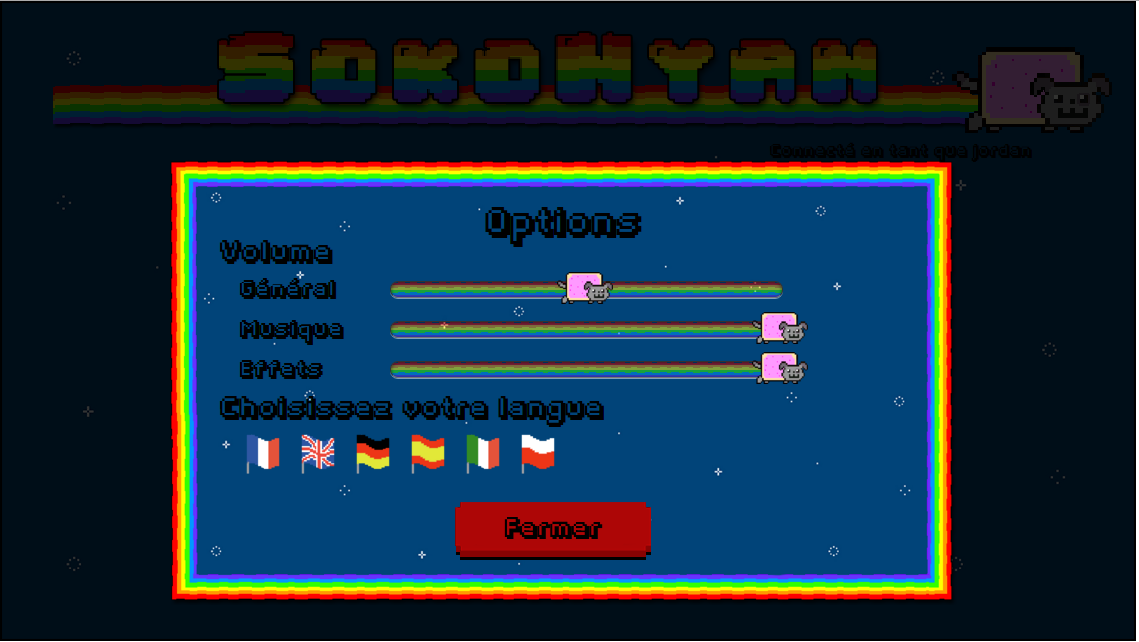 SOKONYAN
Connecté en tant que jordan
Options
Volume
Général
Musique
Effets
Choisissez votre langue
Fermer